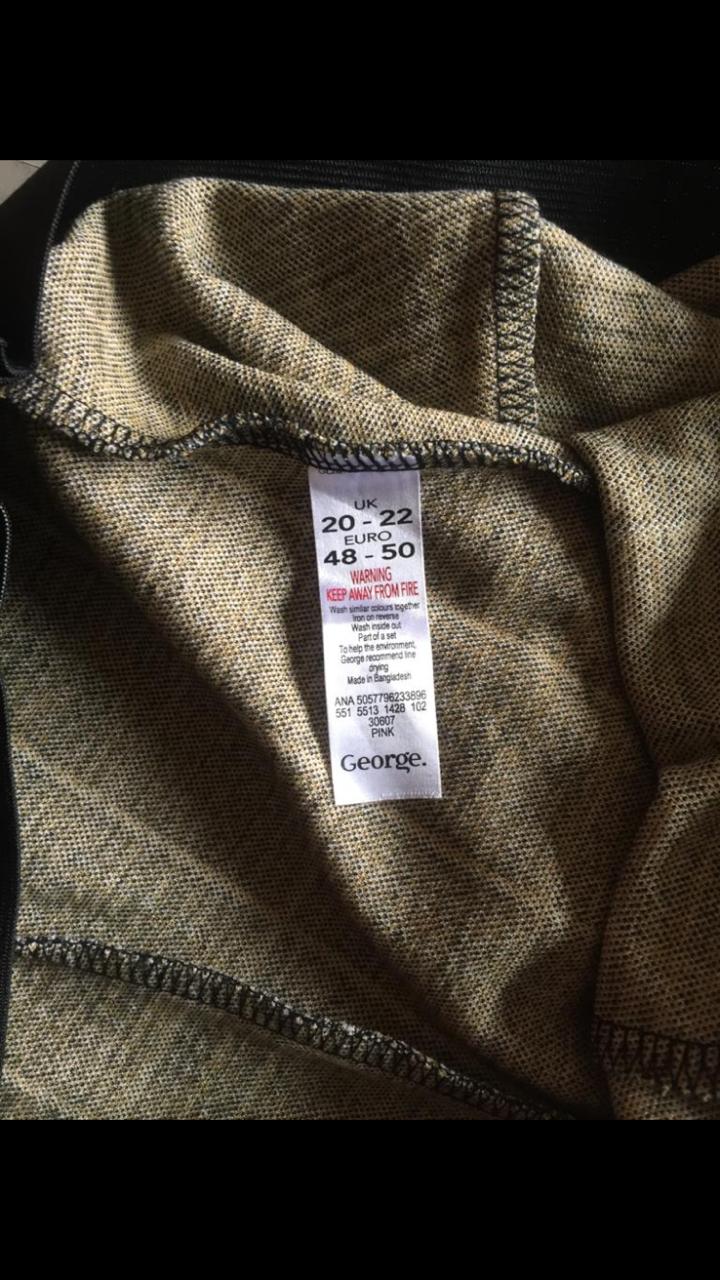 UK
20 - 22
EURO
48 - 50
WARNING
KEEP AWAY FROM FIRE
Wash similar colours together
Iron on reverse
Wash inside out
Part of a set
To help the environment,
George recommend line
drying
Made in Bangladesh
ANA 5057796233896
551 5513 1428 102
30607
PINK
George.